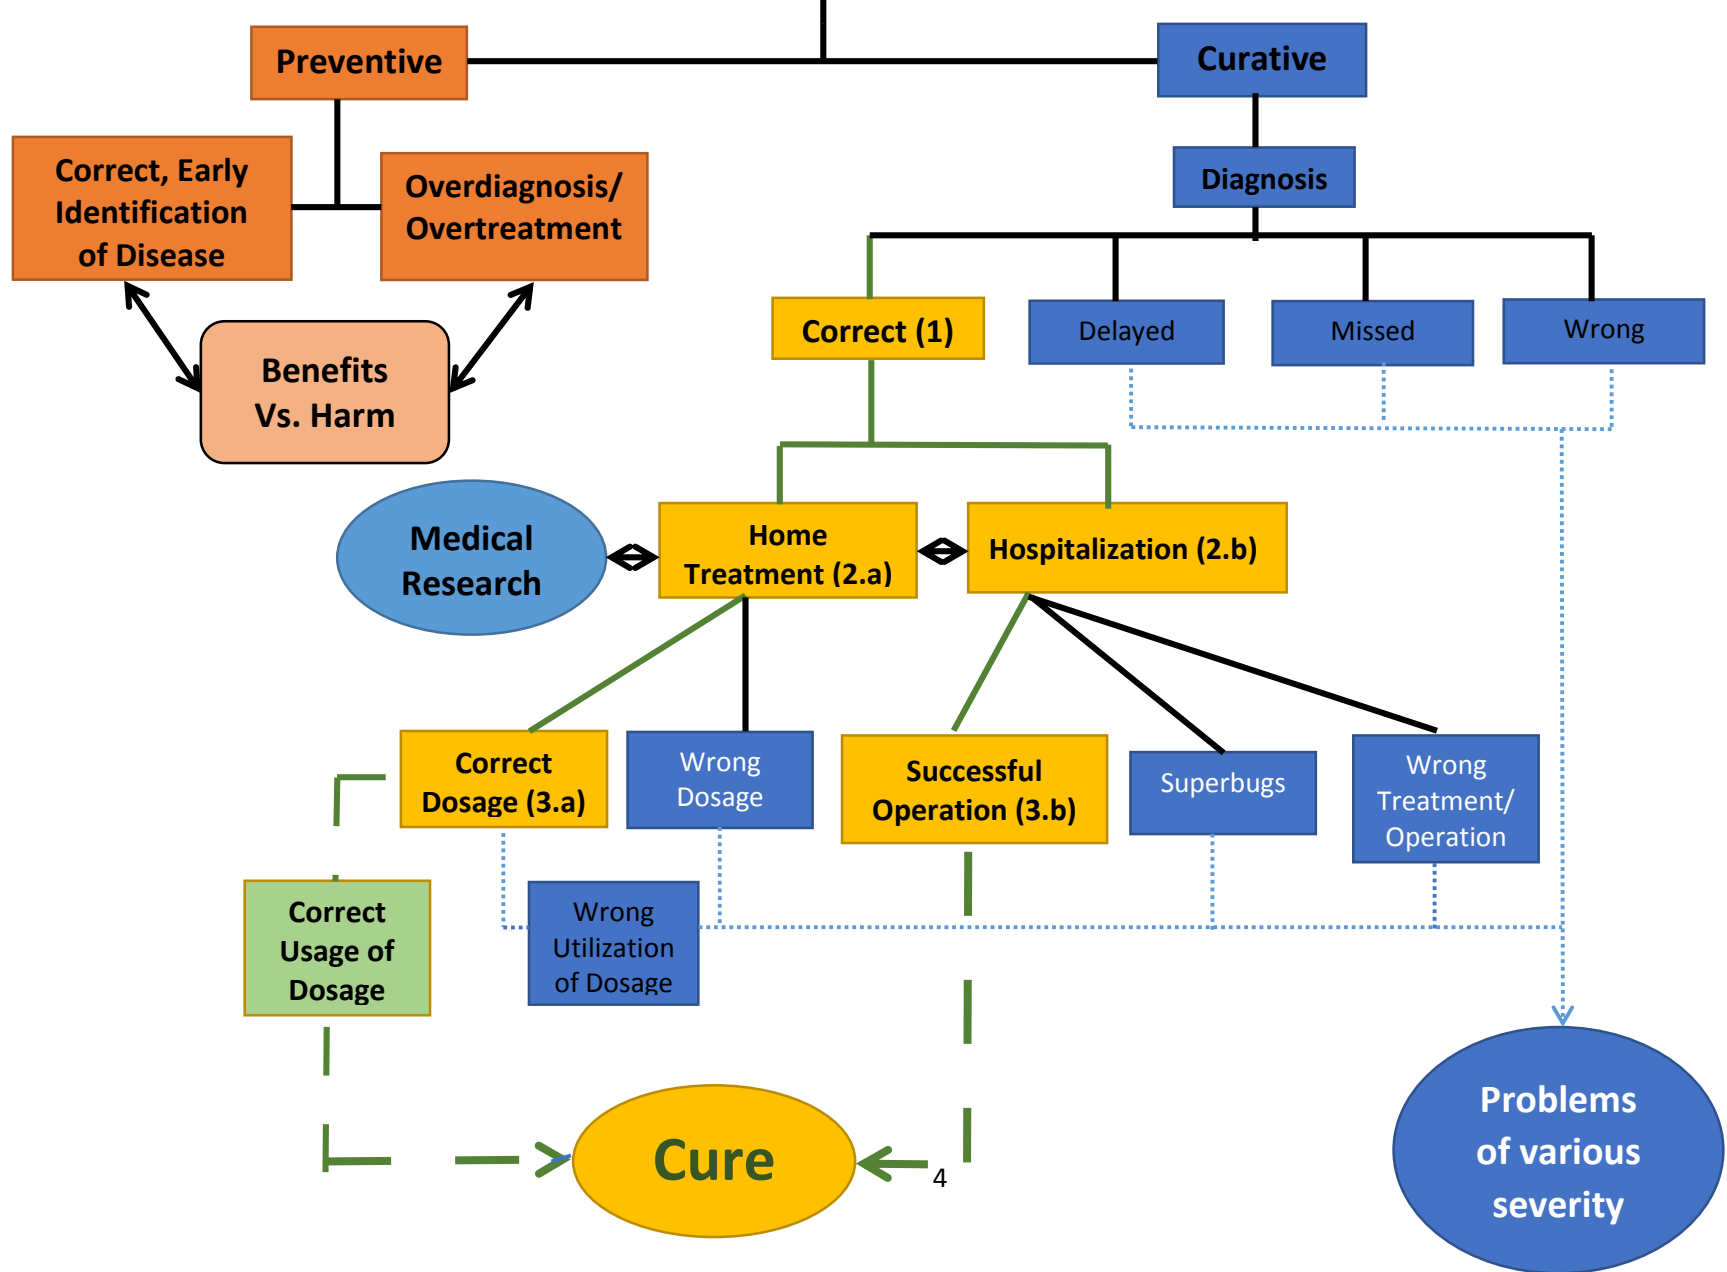 Preventive
Curative
Correct, Early
Identification
of Disease
Overdiagnosis/
Overtreatment
Diagnosis
Benefits
Vs. Harm
Correct (1)
Delayed
Missed
Wrong
Medical
Research
Home
Treatment (2.a)
Hospitalization (2.b)
Correct
Dosage (3.a)
Wrong
Dosage
Successful
Operation (3.b)
Superbugs
Wrong
Treatment/
Operation
Correct
Usage of
Dosage
Wrong
Utilization
of Dosage
Cure
4
Problems
of various
severity